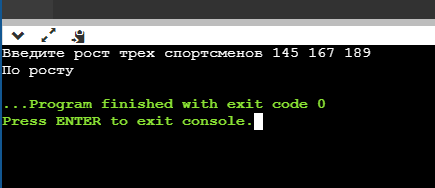 Введите рост трех спортсменов 145 167 189
По росту
...Program finished with exit code 0
Press ENTER to exit console.